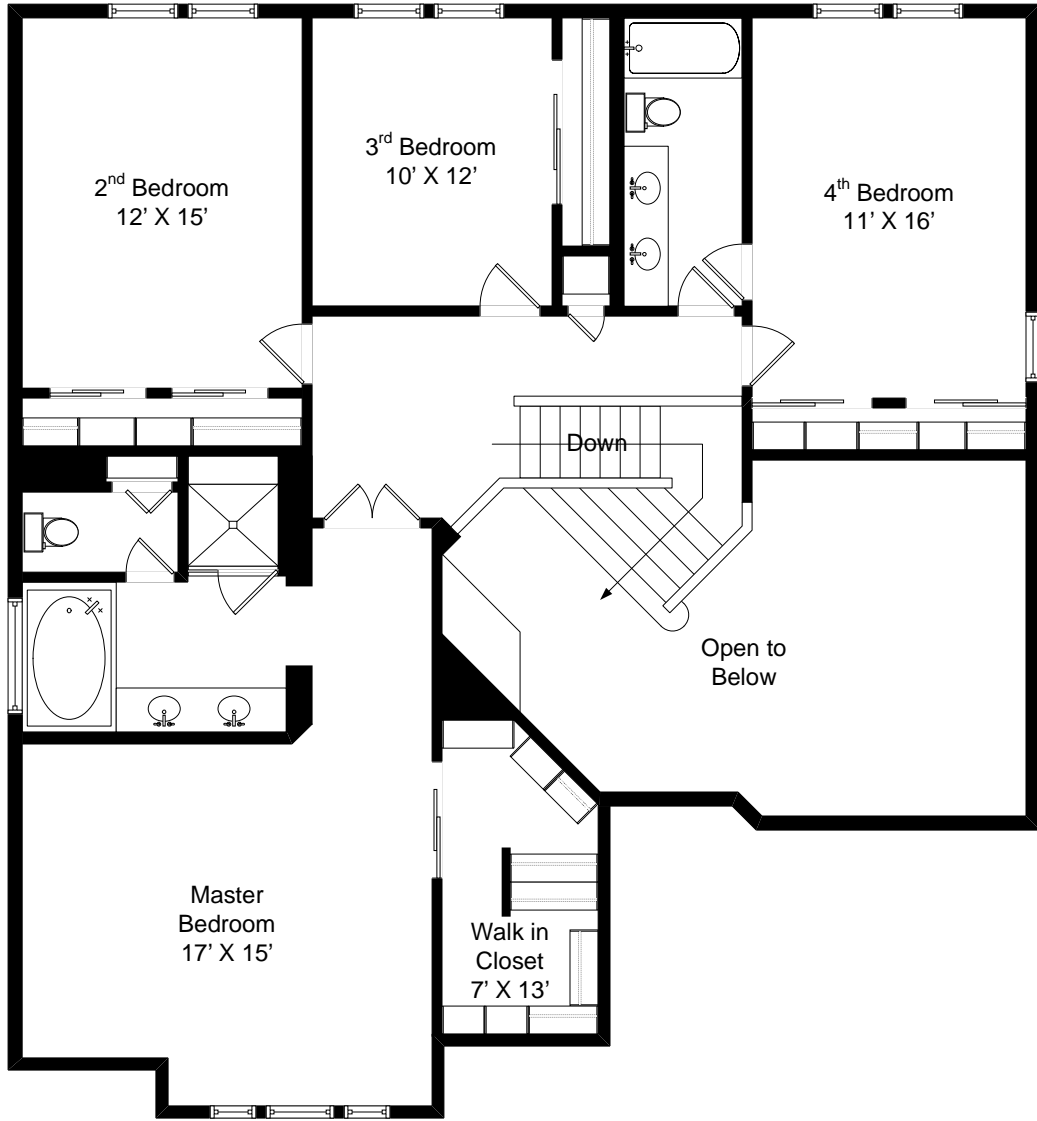 2nd Bedroom
12’ X 15’
3rd Bedroom
10’ X 12’
4th Bedroom
11’ X 16’
Down
Open to
Below
Master
Bedroom
17’ X 15’
Walk in
Closet
7’ X 13’